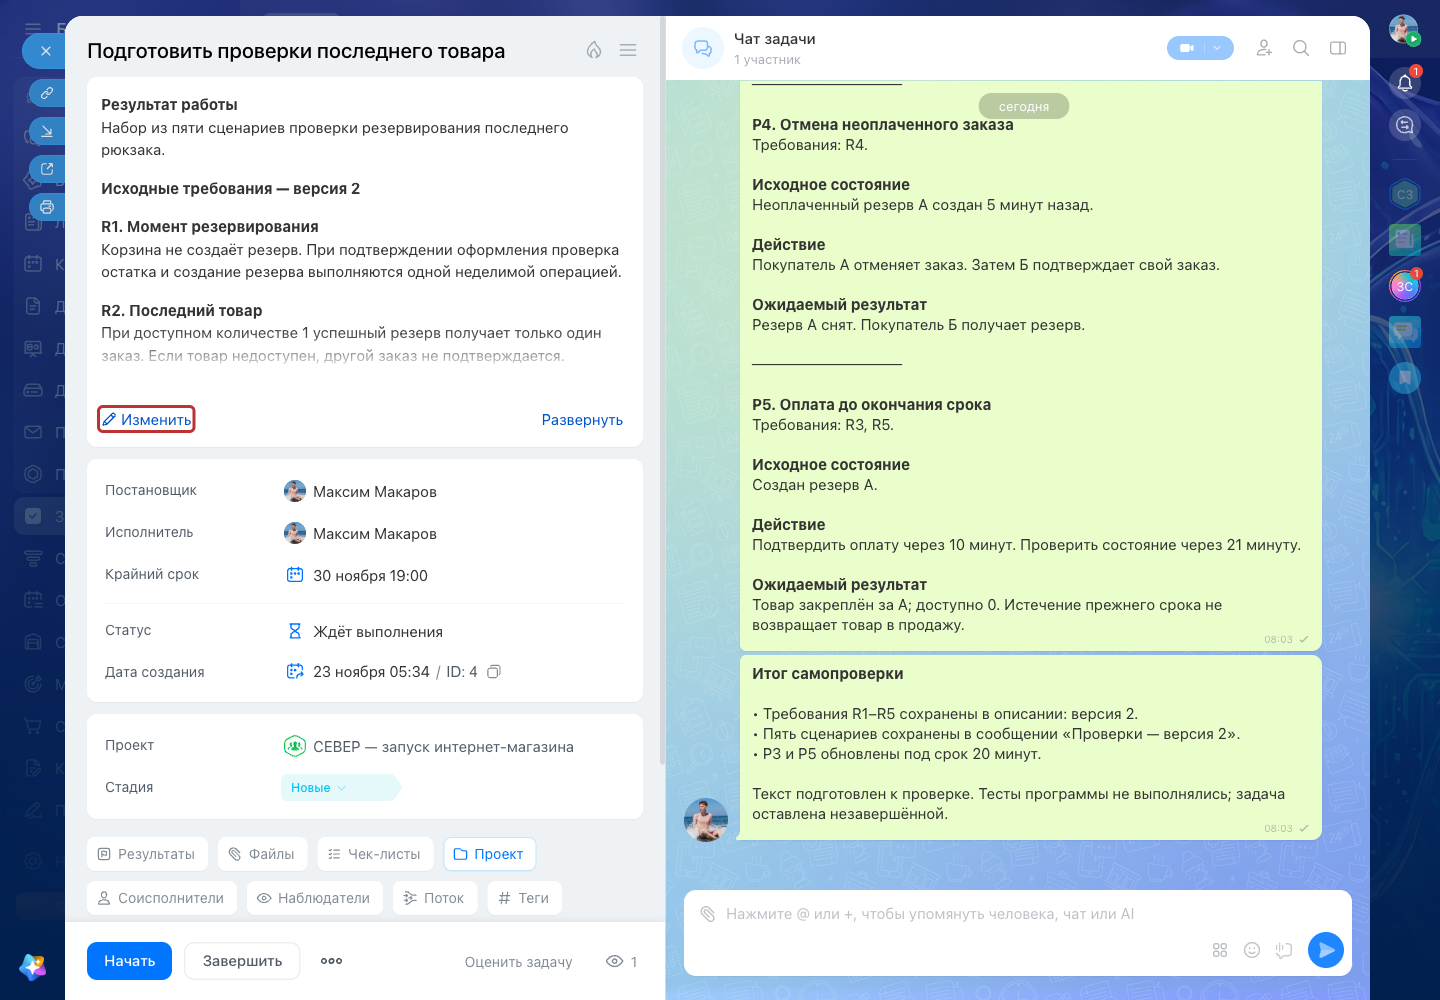 Подготовить проверки последнего товара
Результат работы
Набор из пяти сценариев проверки резервирования последнего
рюкзака.
Исходные требования — версия 2
R1. Момент резервирования
Корзина не создаёт резерв. При подтверждении оформления проверка
остатка и создание резерва выполняются одной неделимой операцией.
R2. Последний товар
При доступном количестве 1 успешный резерв получает только один
заказ. Если товар недоступен, другой заказ не подтверждается.
Изменить
Развернуть
Постановщик
Максим Макаров
Исполнитель
Максим Макаров
Крайний срок
30 ноября 19:00
Статус
Ждёт выполнения
Дата создания
23 ноября 05:34 / ID: 4
Проект
СЕВЕР — запуск интернет-магазина
Стадия
Новые
Результаты
Файлы
Чек-листы
Проект
Соисполнители
Наблюдатели
Поток
Теги
Начать
Завершить
Оценить задачу
1
Чат задачи
1 участник
сегодня
P4. Отмена неоплаченного заказа
Требования: R4.
Исходное состояние
Неоплаченный резерв А создан 5 минут назад.
Действие
Покупатель А отменяет заказ. Затем Б подтверждает свой заказ.
Ожидаемый результат
Резерв А снят. Покупатель Б получает резерв.
P5. Оплата до окончания срока
Требования: R3, R5.
Исходное состояние
Создан резерв А.
Действие
Подтвердить оплату через 10 минут. Проверить состояние через 21 минуту.
Ожидаемый результат
Товар закреплён за А; доступно 0. Истечение прежнего срока не
возвращает товар в продажу.
08:03
Итог самопроверки
• Требования R1–R5 сохранены в описании: версия 2.
• Пять сценариев сохранены в сообщении «Проверки — версия 2».
• P3 и P5 обновлены под срок 20 минут.
Текст подготовлен к проверке. Тесты программы не выполнялись; задача
оставлена незавершённой.
08:03
Нажмите @ или +, чтобы упомянуть человека, чат или AI
1
СЗ
1
ЗС